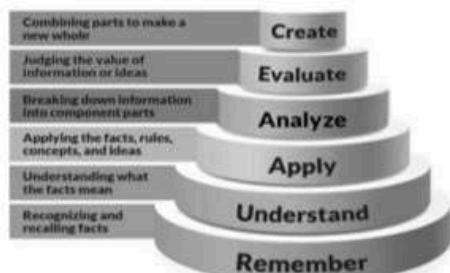 Combining parts to make a
new whole
Create
Judging the value of
information or ideas
Evaluate
Breaking down information
into component parts
Analyze
Applying the facts, rules,
concepts, and ideas
Apply
Understanding what
the facts mean
Understand
Recognizing and
recalling facts
Remember